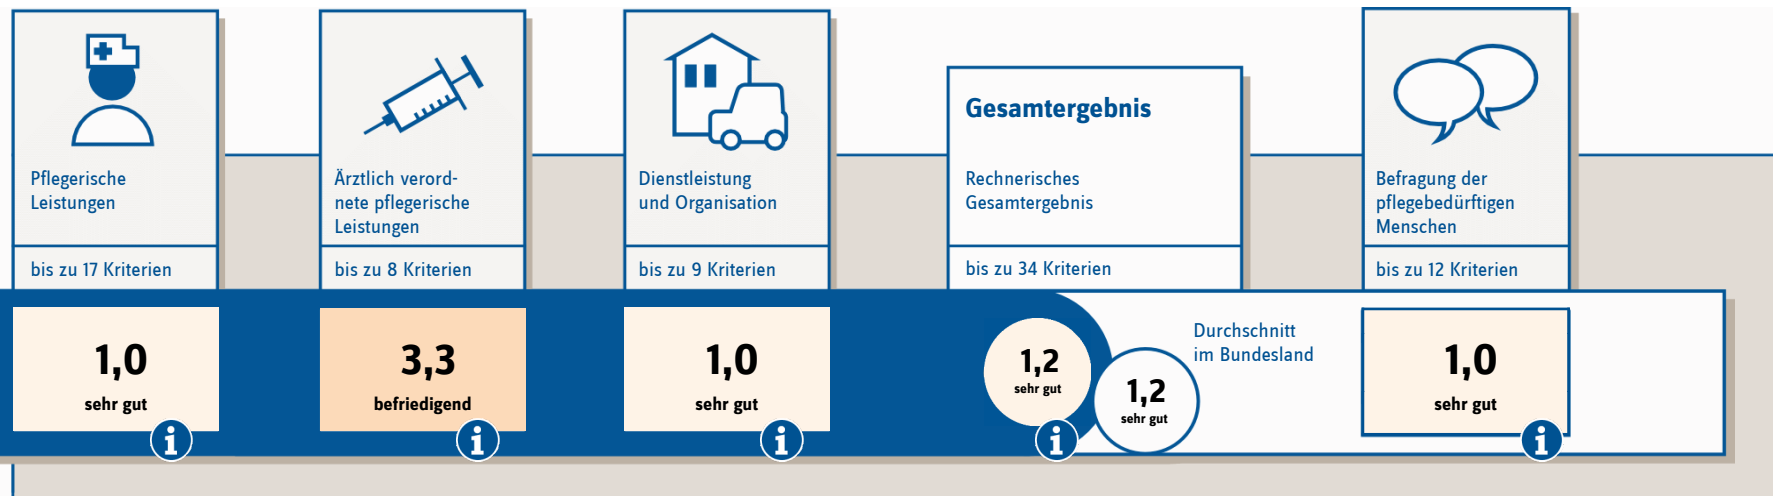 Pflegerische
Leistungen
bis zu 17 Kriterien
1,0
sehr gut
i
Ärztlich verord-
nete pflegerische
Leistungen
bis zu 8 Kriterien
3,3
befriedigend
i
Dienstleistung
und Organisation
bis zu 9 Kriterien
1,0
sehr gut
i
Gesamtergebnis
Rechnerisches
Gesamtergebnis
bis zu 34 Kriterien
1,2
sehr gut
i
Durchschnitt
im Bundesland
1,2
sehr gut
Befragung der
pflegebedürftigen
Menschen
bis zu 12 Kriterien
1,0
sehr gut
i